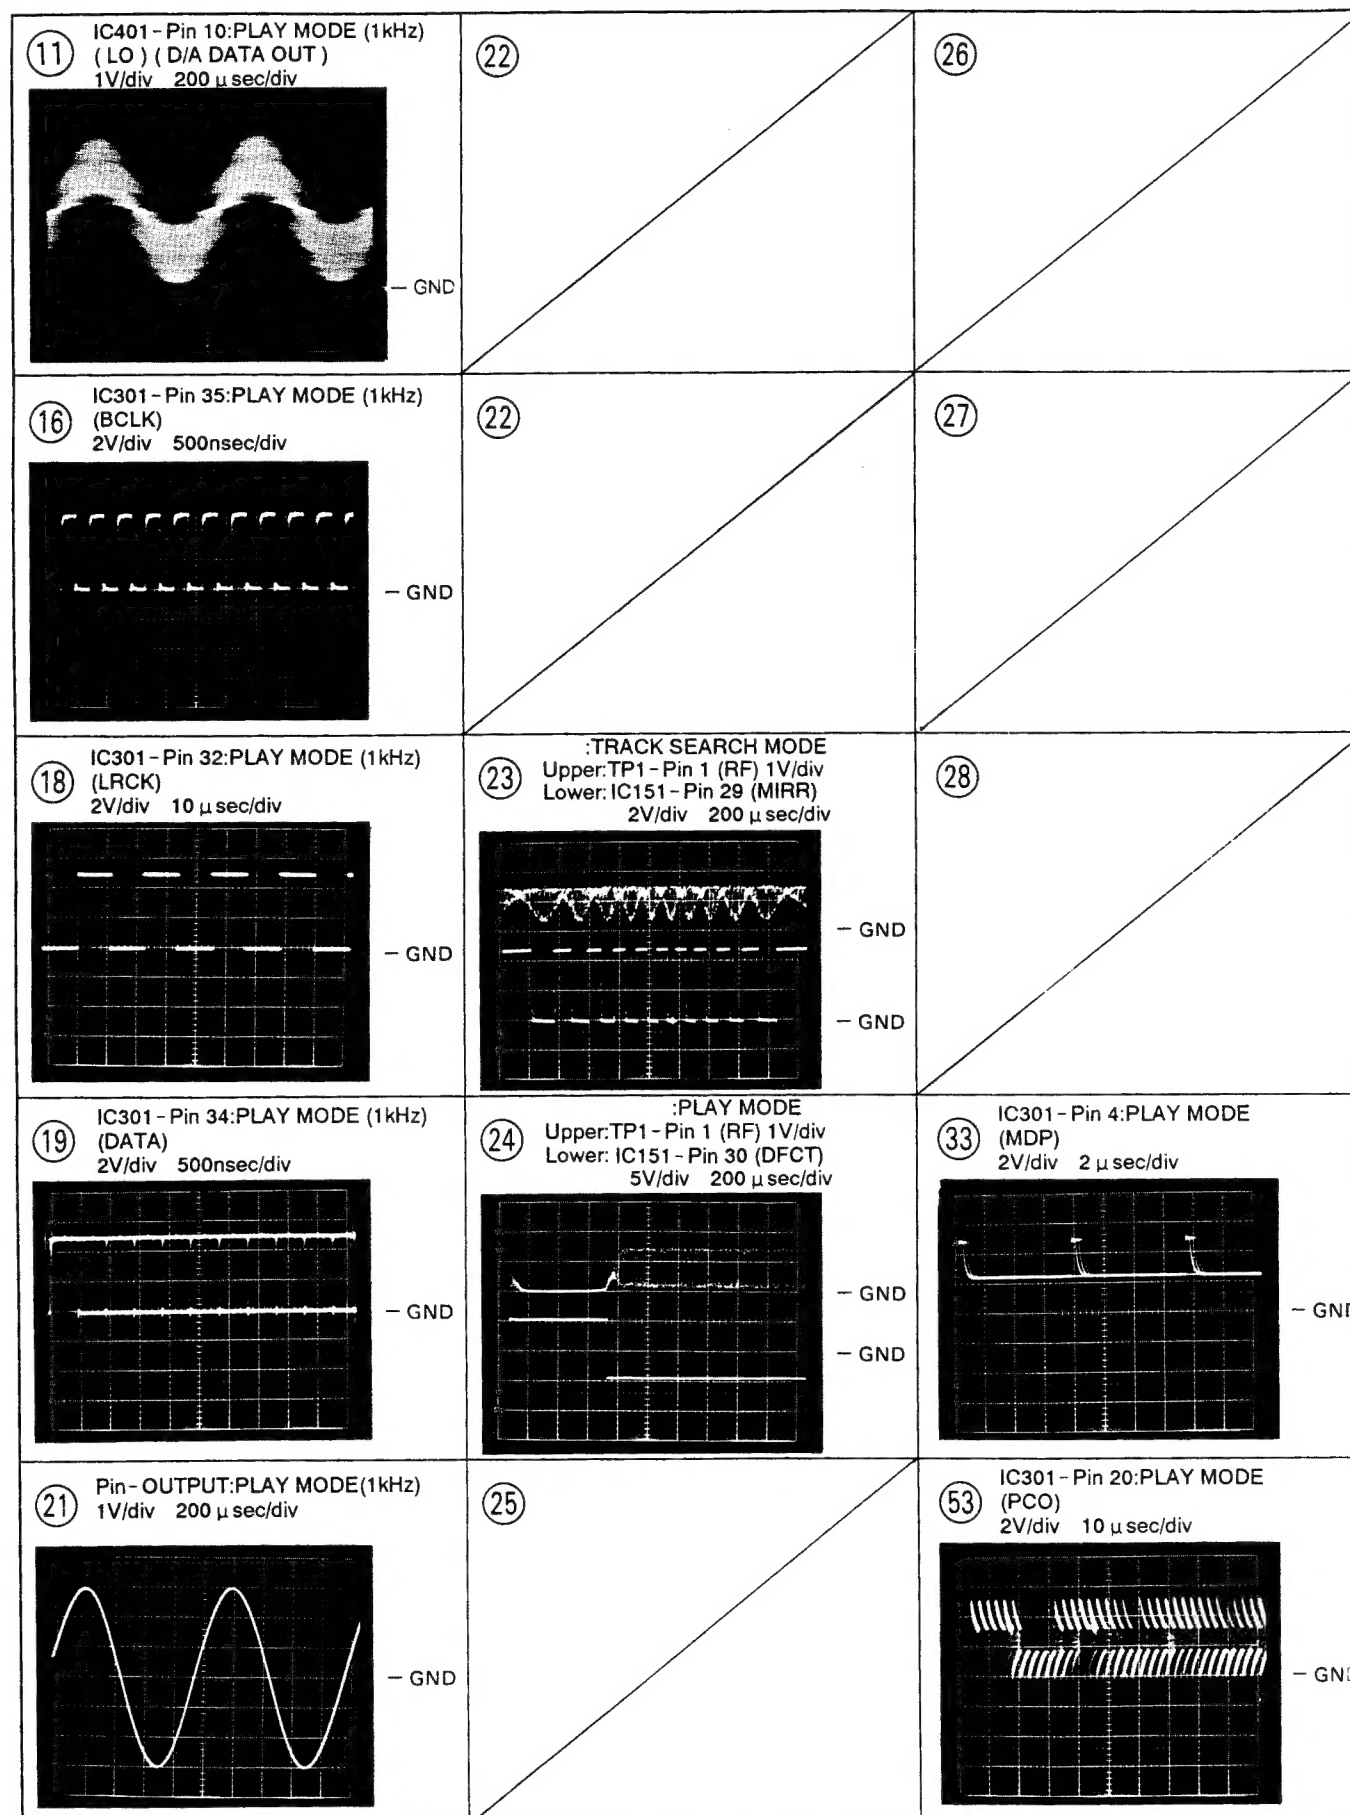 11
IC401-Pin 10:PLAY MODE (1kHz)
( LO ) ( D/A DATA OUT )
1V/div 200 μ sec/div
— GND
22
26
16
IC301-Pin 35:PLAY MODE (1kHz)
(BCLK)
2V/div 500nsec/div
— GND
22
27
18
IC301-Pin 32:PLAY MODE (1kHz)
(LRCK)
2V/div 10 μ sec/div
— GND
23
:TRACK SEARCH MODE
Upper:TP1-Pin 1 (RF) 1V/div
Lower: IC151-Pin 29 (MIRR)
2V/div 200 μ sec/div
— GND
— GND
28
19
IC301-Pin 34:PLAY MODE (1kHz)
(DATA)
2V/div 500nsec/div
— GND
24
:PLAY MODE
Upper:TP1-Pin 1 (RF) 1V/div
Lower: IC151-Pin 30 (DFCT)
5V/div 200 μ sec/div
— GND
— GND
33
IC301-Pin 4:PLAY MODE
(MDP)
2V/div 2 μ sec/div
— GND
21
Pin-OUTPUT:PLAY MODE(1kHz)
1V/div 200 μ sec/div
— GND
25
53
IC301-Pin 20:PLAY MODE
(PCO)
2V/div 10 μ sec/div
— GND